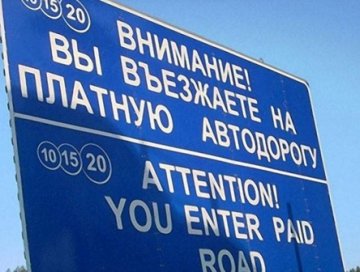 10 15 20
ВНИМАНИЕ!
ВЫ ВЪЕЗЖАЕТЕ НА
ПЛАТНУЮ АВТОДОРОГУ
10 15 20
ATTENTION!
YOU ENTER PAID
ROAD